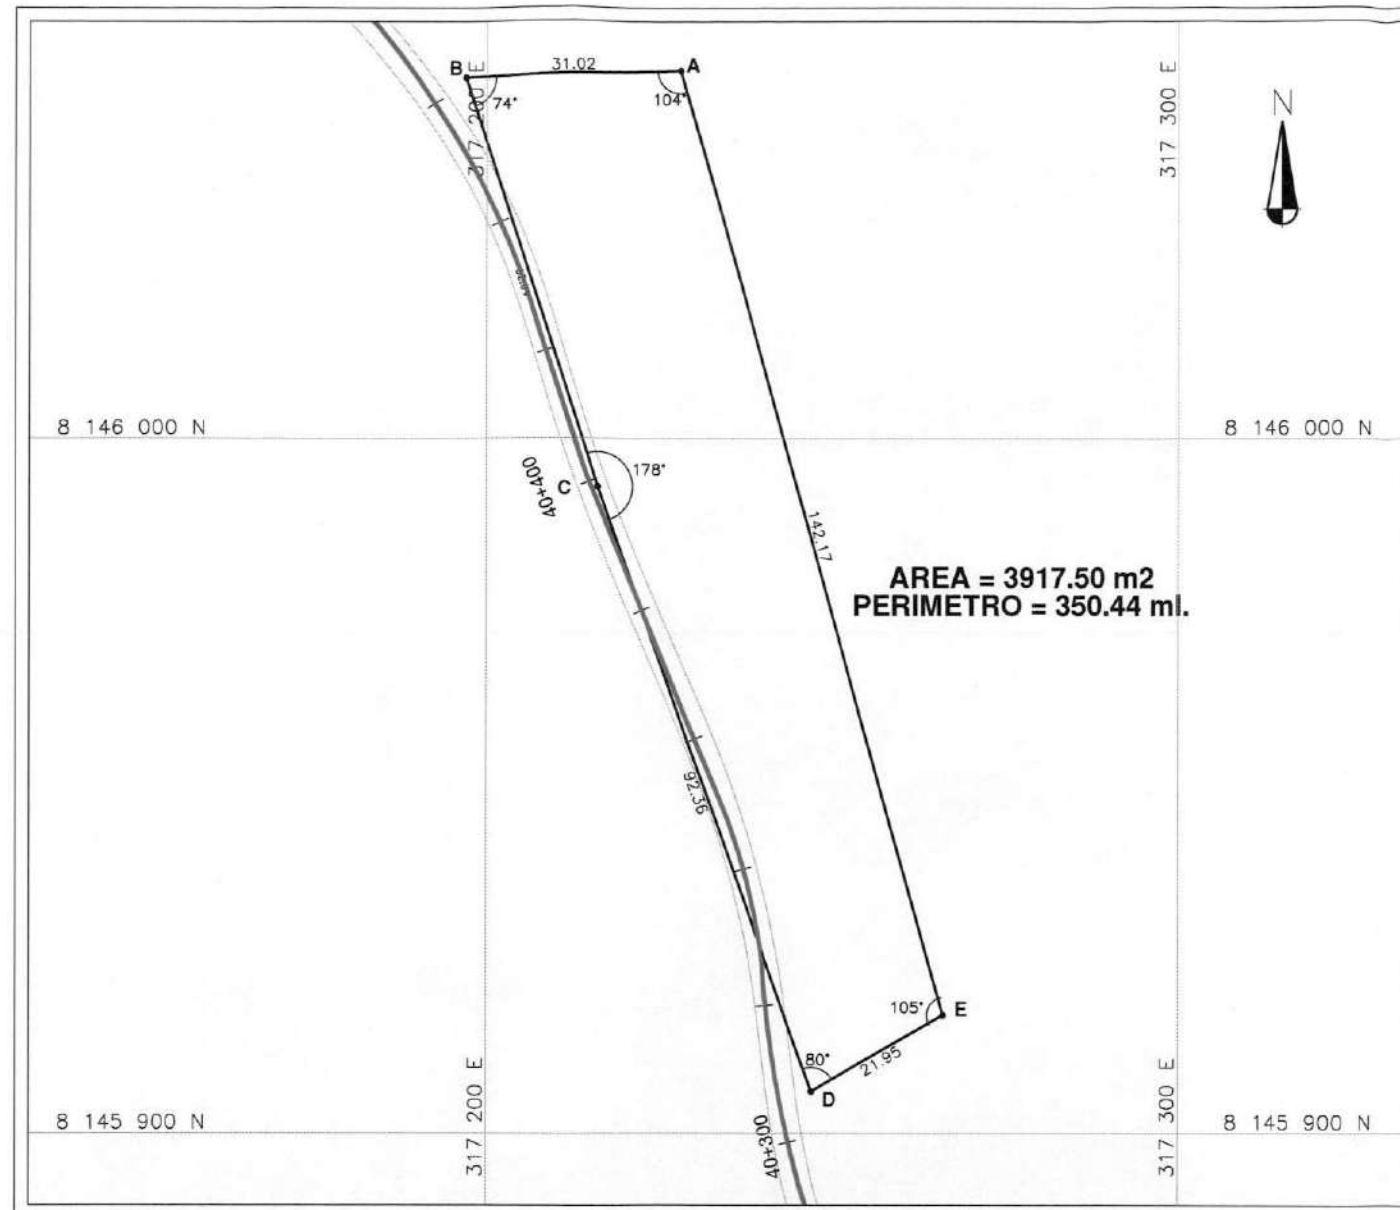 B
31.02
A
317 200 E
317 300 E
74°
104°
N
8 146 000 N
8 146 000 N
178°
C
40+400
142.17
AREA = 3917.50 m2
PERIMETRO = 350.44 ml.
92.36
105°
E
80°
21.95
D
317 200 E
317 300 E
8 145 900 N
8 145 900 N
40+300